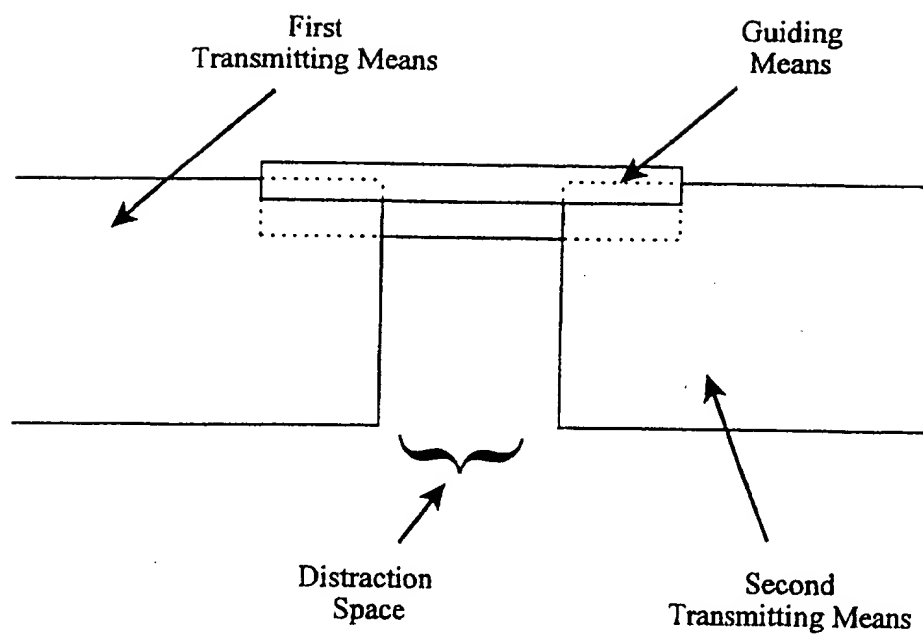 First
Transmitting Means
Guiding
Means
Distraction
Space
Second
Transmitting Means